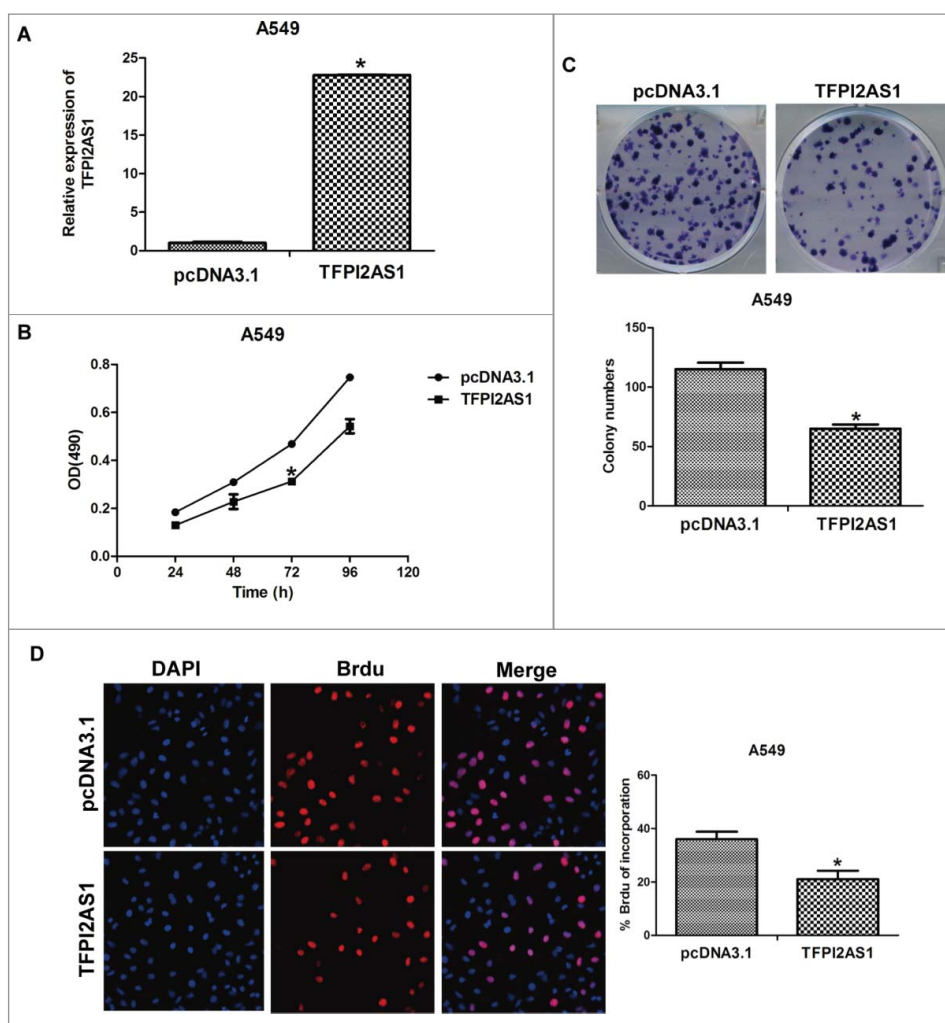 A
A549
Relative expression of
TFPI2AS1
25
20
15
10
5
0
*
pcDNA3.1
TFPI2AS1
B
A549
OD(490)
0.8
0.6
0.4
0.2
0.0
*
0
24
48
72
96
120
Time (h)
pcDNA3.1
TFPI2AS1
C
pcDNA3.1
TFPI2AS1
A549
Colony numbers
150
100
50
0
*
pcDNA3.1
TFPI2AS1
D
DAPI
Brdu
Merge
pcDNA3.1
TFPI2AS1
A549
% Brdu of incorporation
60
40
20
0
*
pcDNA3.1
TFPI2AS1